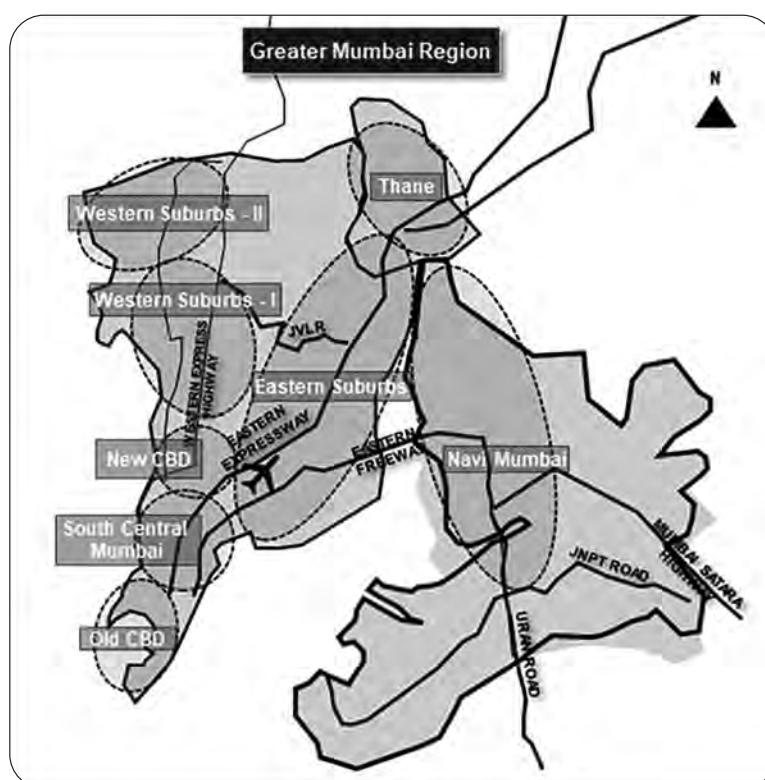 Greater Mumbai Region
N
Thane
Western Suburbs - II
Western Suburbs - I
JVLR
WESTERN EXPRESS
HIGHWAY
Eastern Suburbs
EASTERN
EXPRESSWAY
New CBD
EASTERN
FREEWAY
Navi Mumbai
South Central
Mumbai
MUMBAI SATARA
HIGHWAY
JNPT ROAD
Old CBD
URAN ROAD